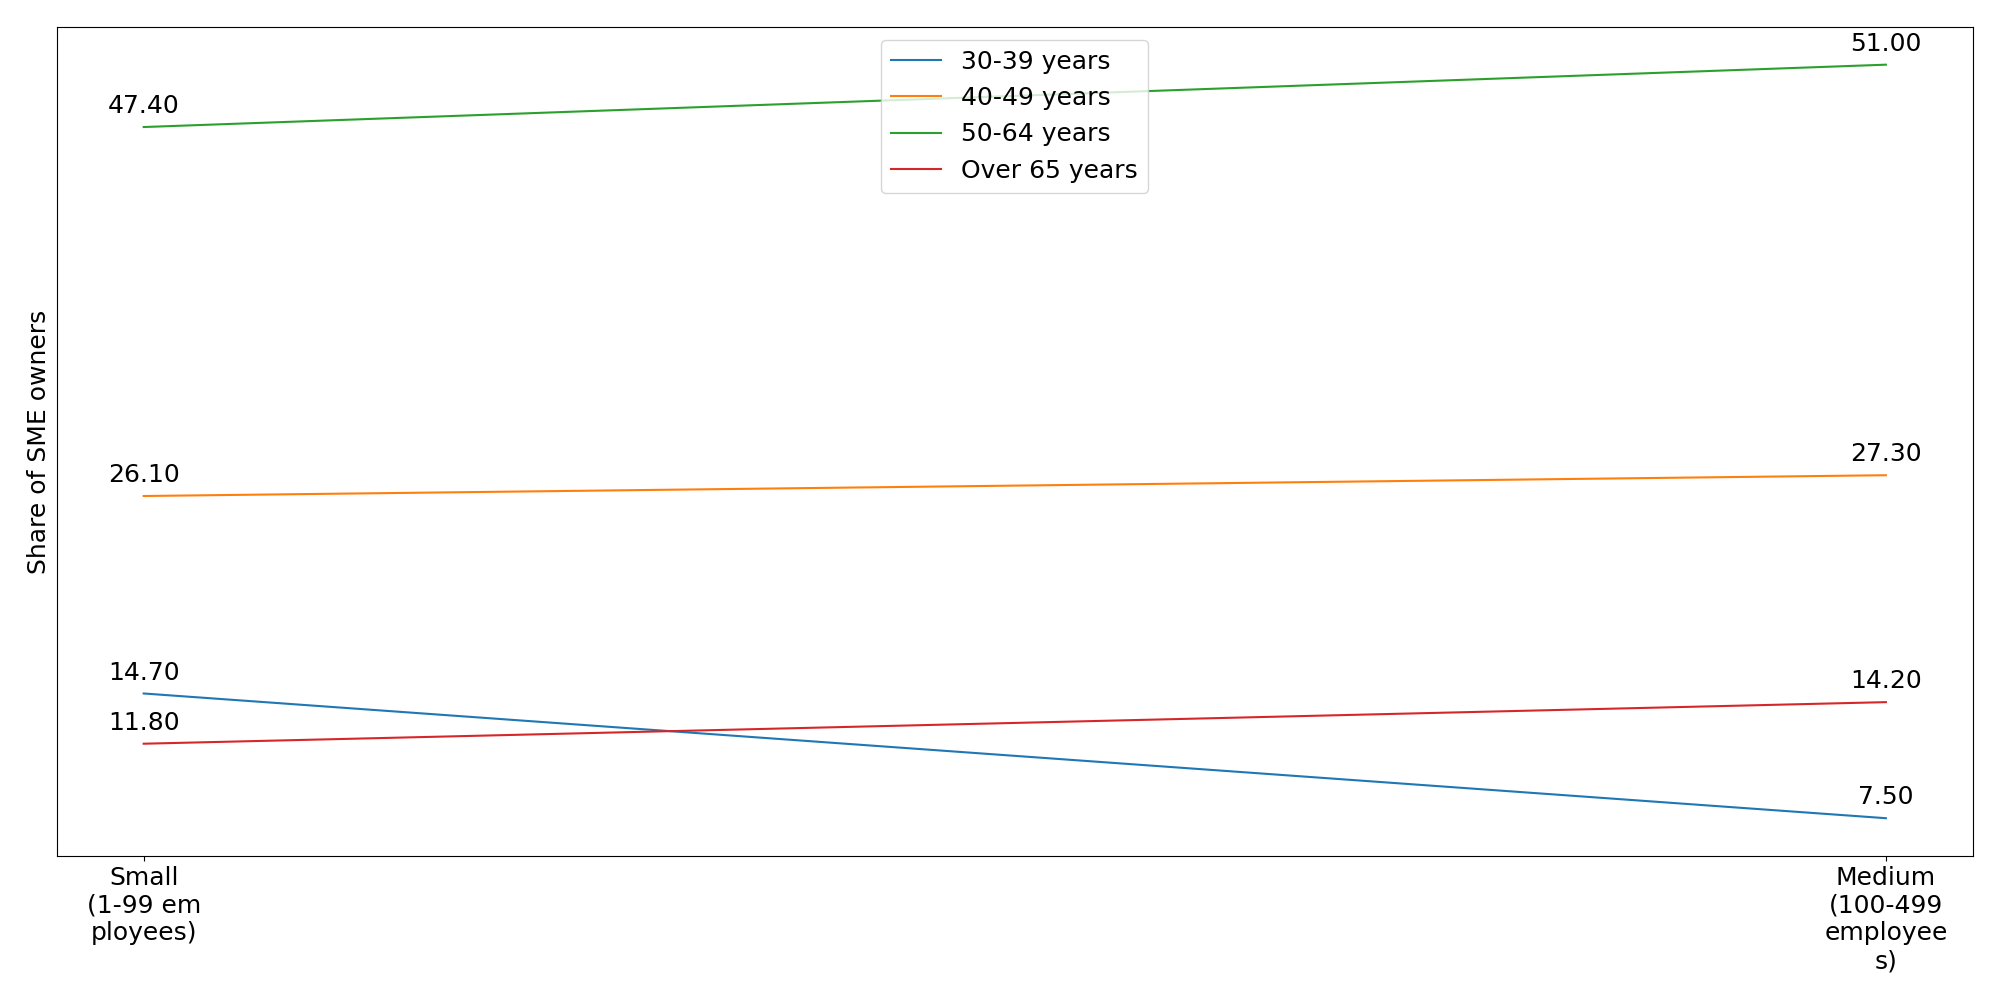 30-39 years
40-49 years
50-64 years
Over 65 years
51.00
47.40
27.30
26.10
14.70
14.20
11.80
7.50
Share of SME owners
Small
(1-99 em
ployees)
Medium
(100-499
employee
s)